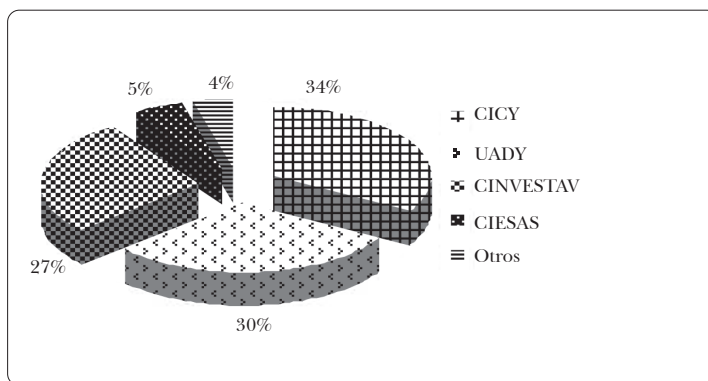 4%
34%
5%
CICY
UADY
CINVESTAV
CIESAS
Otros
27%
30%